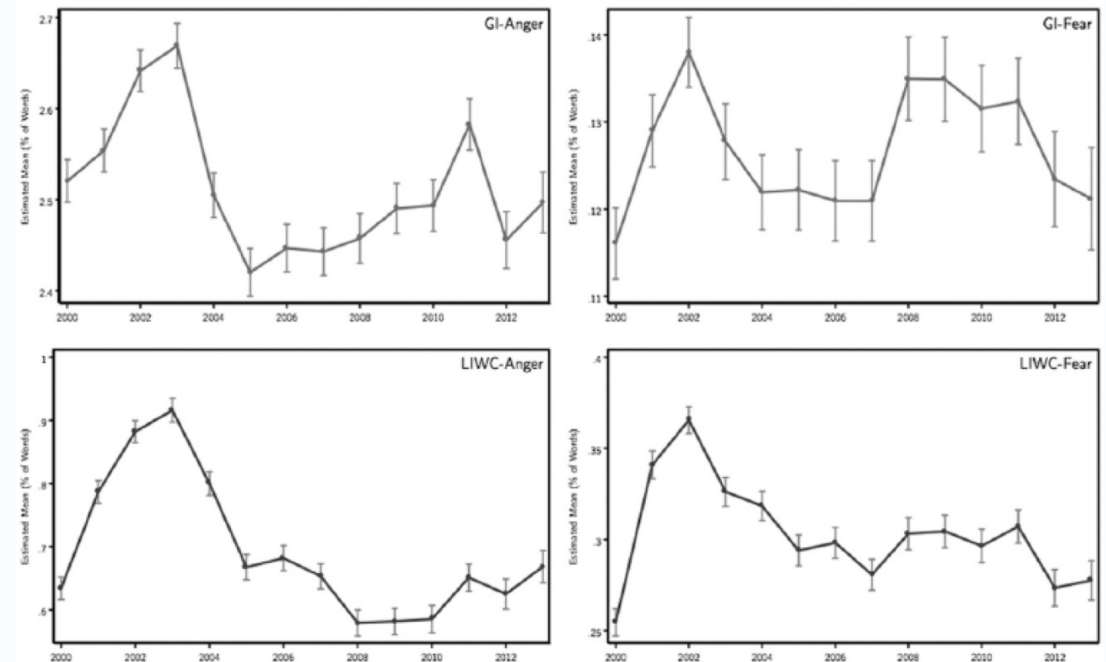 GI-Anger
Estimated Mean (% of Words)
2.7
2.6
2.5
2.4
2000 2002 2004 2006 2008 2010 2012
GI-Fear
Estimated Mean (% of Words)
.14
.13
.12
.11
2000 2002 2004 2006 2008 2010 2012
LIWC-Anger
Estimated Mean (% of Words)
1
.9
.8
.7
.6
2000 2002 2004 2006 2008 2010 2012
LIWC-Fear
Estimated Mean (% of Words)
.4
.35
.3
.25
2000 2002 2004 2006 2008 2010 2012